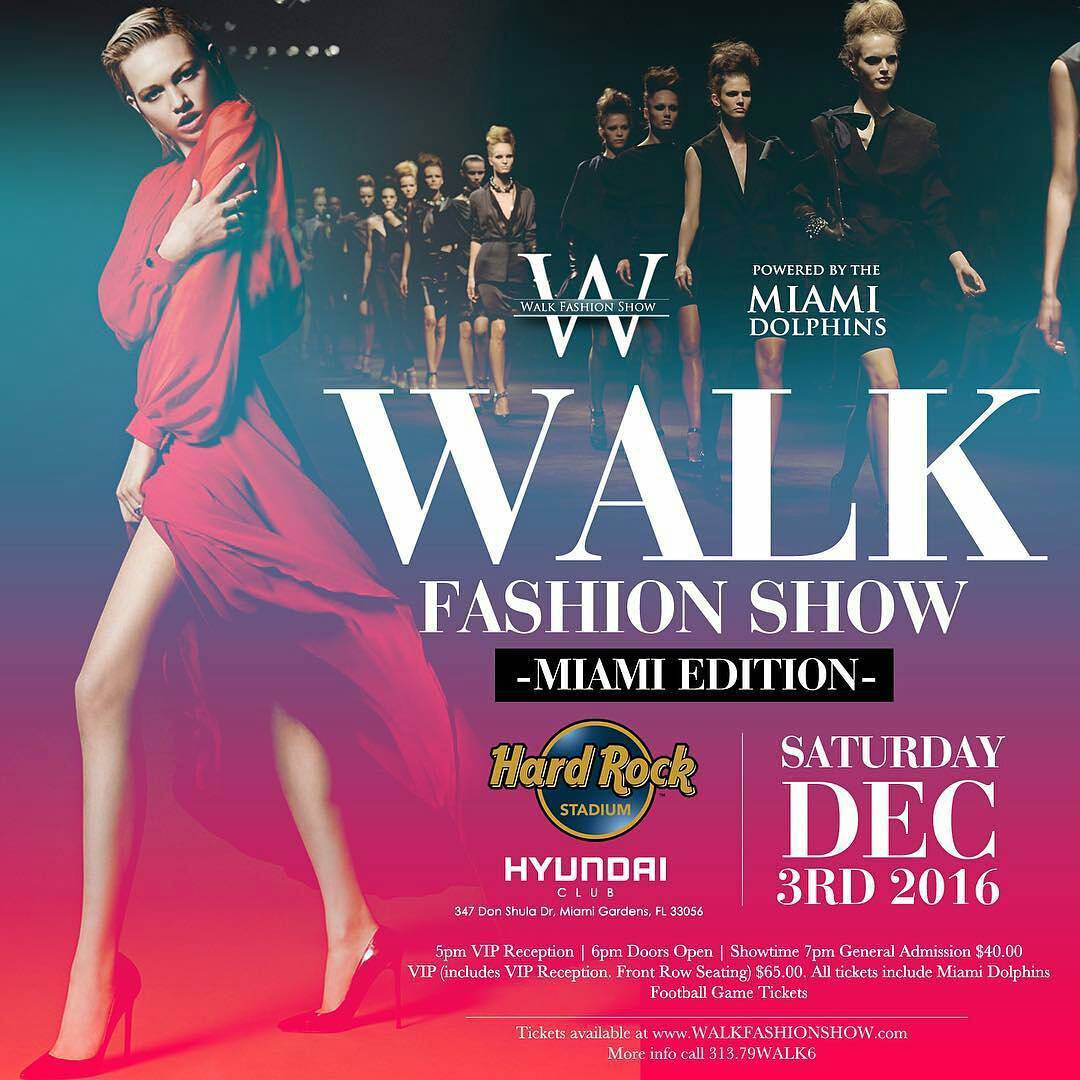 W
WALK FASHION SHOW
POWERED BY THE
MIAMI
DOLPHINS
WALK
FASHION SHOW
-MIAMI EDITION-
Hard Rock
STADIUM
HYUNDAI
CLUB
347 Don Shula Dr, Miami Gardens, FL 33056
SATURDAY
DEC
3RD 2016
5pm VIP Reception | 6pm Doors Open | Showtime 7pm General Admission $40.00
VIP (includes VIP Reception. Front Row Seating) $65.00. All tickets include Miami Dolphins
Football Game Tickets
Tickets available at www.WALKFASHIONSHOW.com
More info call 313.79WALK6